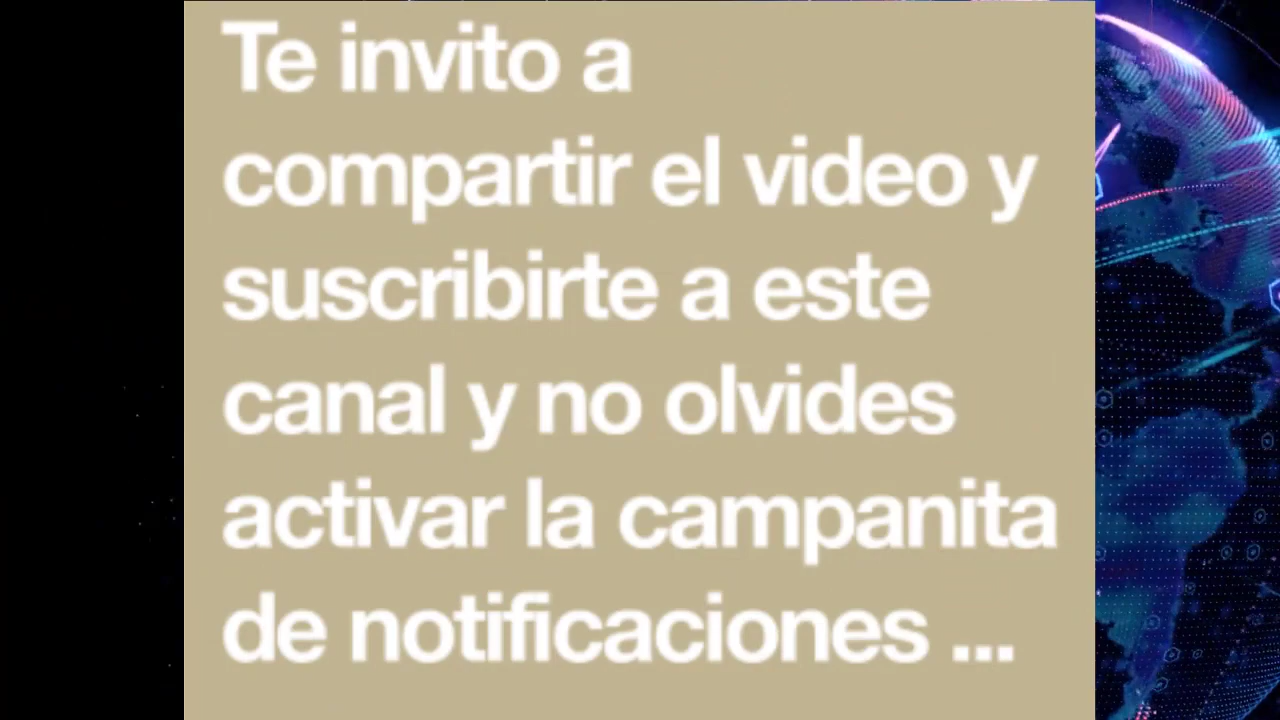 Te invito a
compartir el video y
suscribirte a este
canal y no olvides
activar la campanita
de notificaciones ...